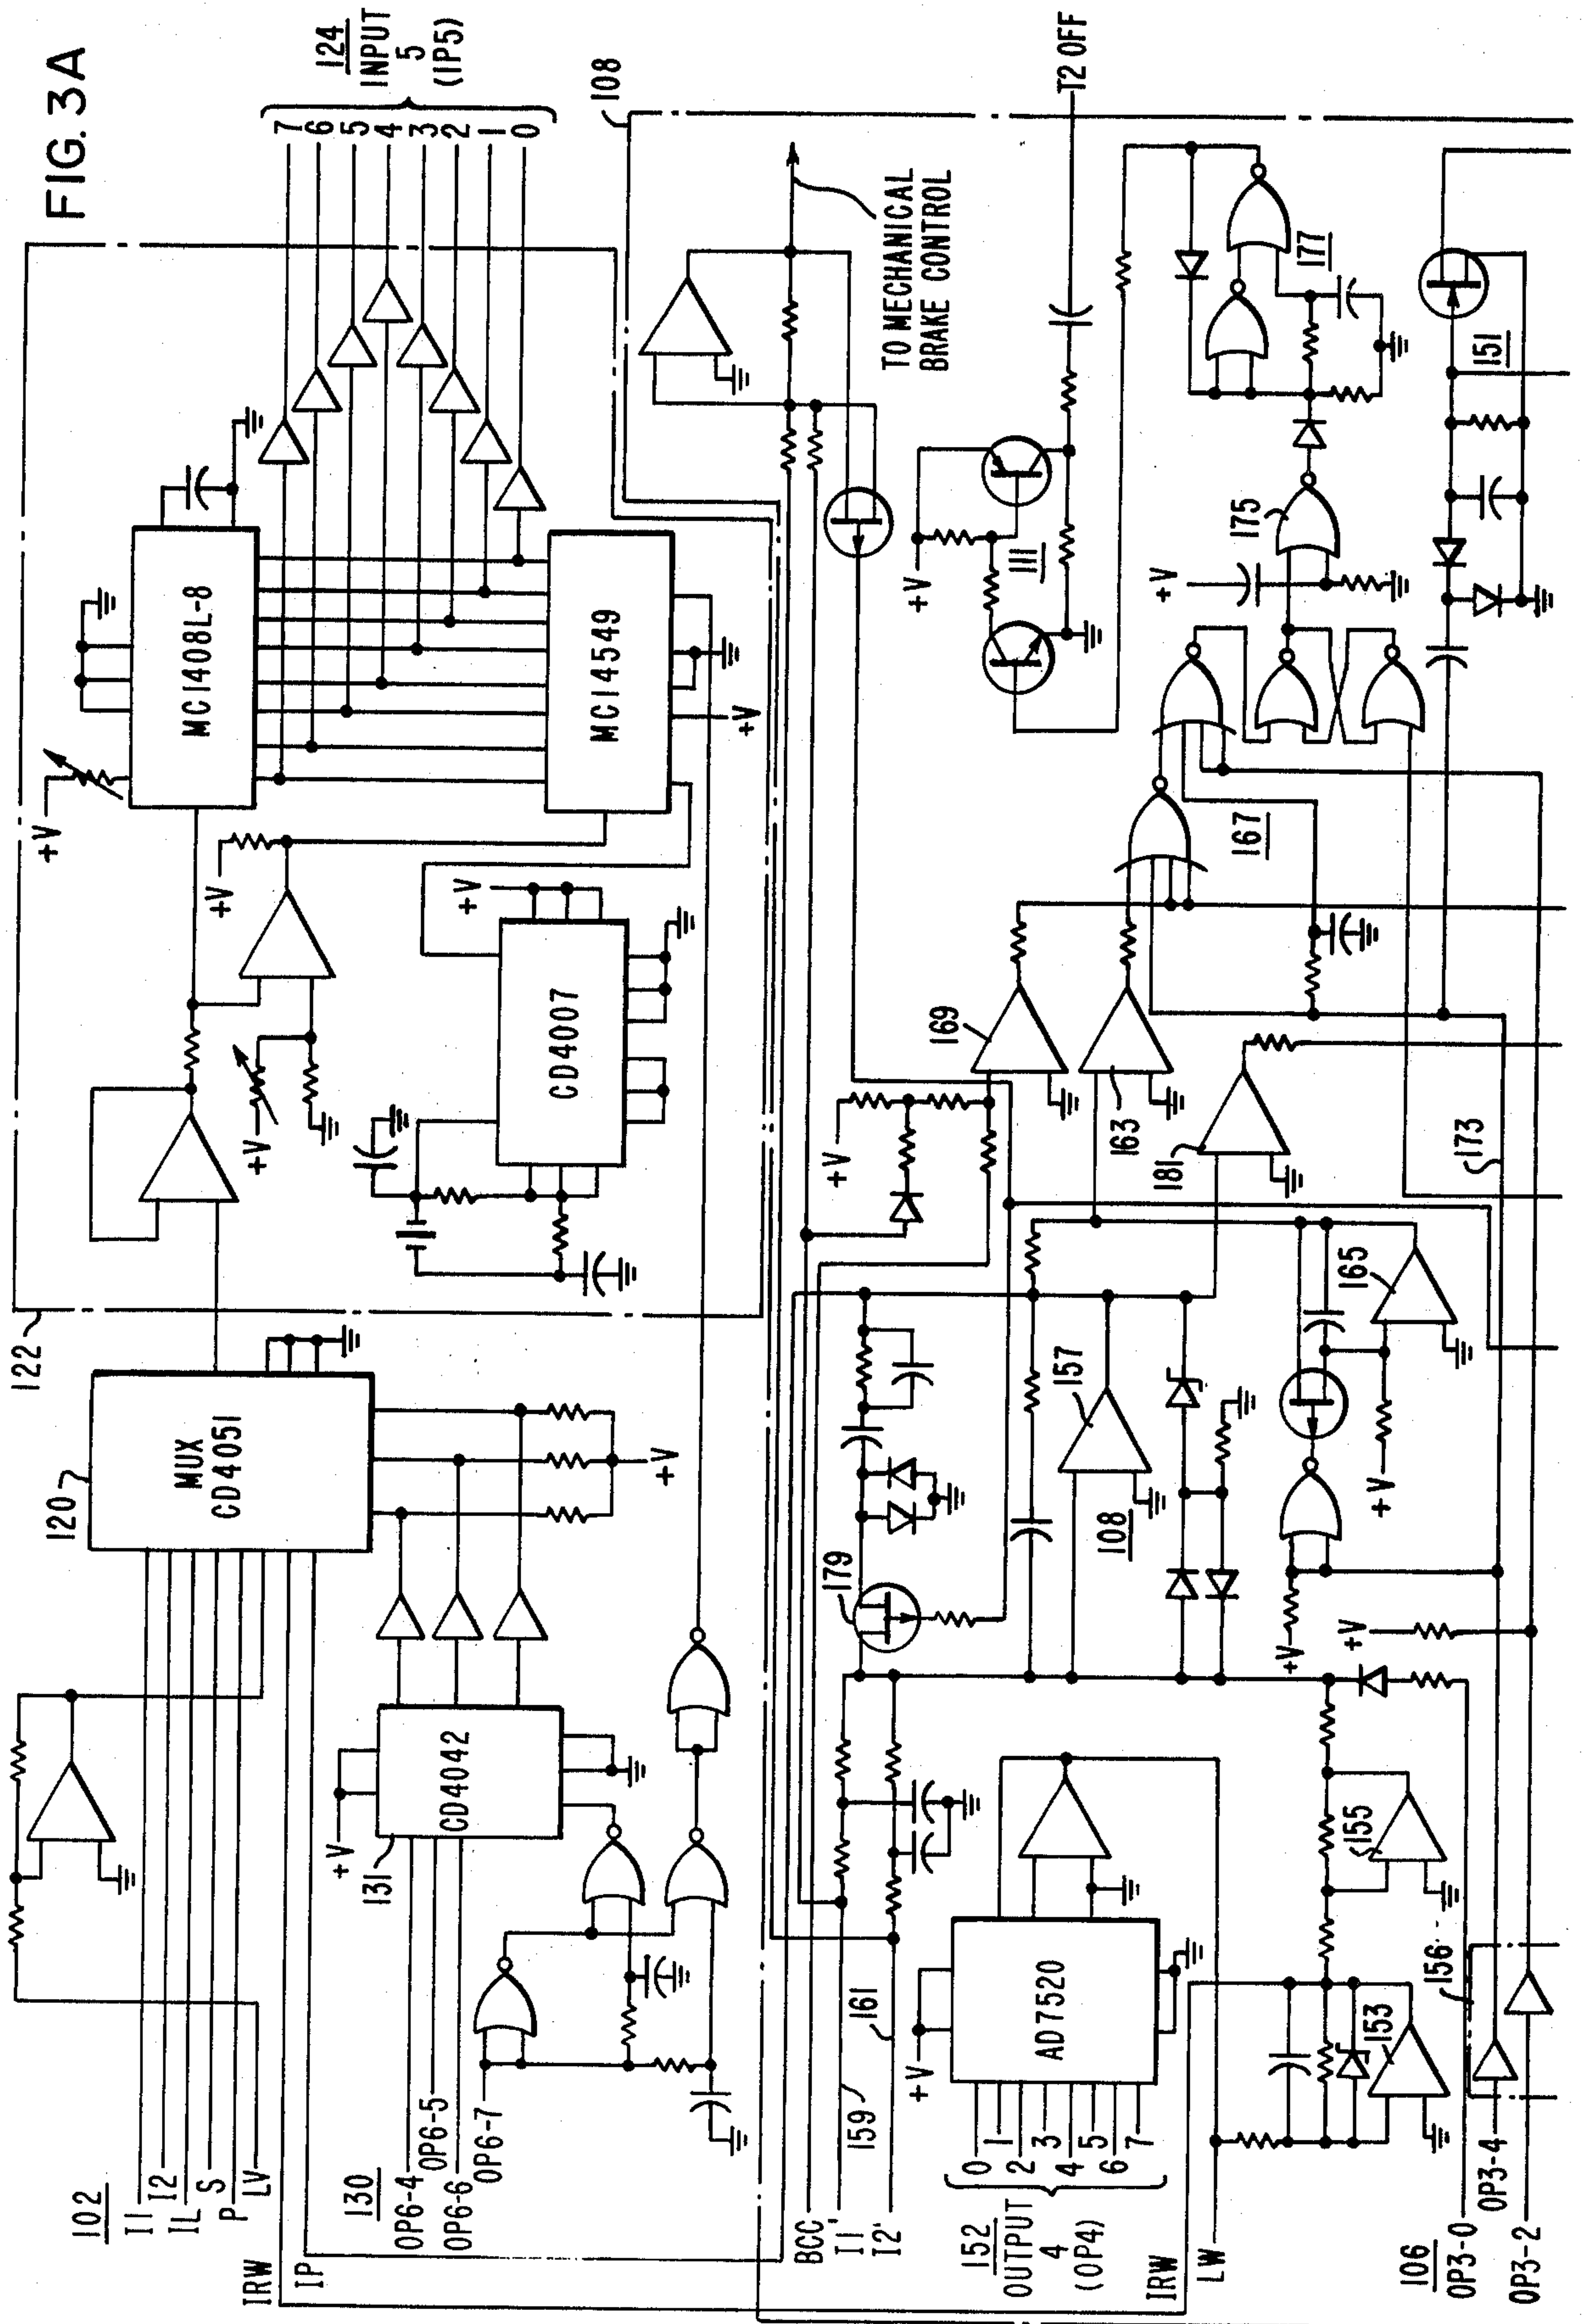 FIG. 3A
124
INPUT
5
(IP5)
7
6
5
4
3
2
1
0
108
122
+V
MC1408L-8
+V
MC14549
+V
+V
CD4007
+V
120
MUX
CD4051
+V
102
I1
I2
IL
S
P
LV
IRW
IP
130
OP6-4
OP6-5
OP6-6
OP6-7
131
+V
CD4042
TO MECHANICAL
BRAKE CONTROL
T2 OFF
111
+V
177
175
+V
151
167
169
163
181
173
+V
165
157
108
179
+V
+V
+V
BCC'
I1'
I2'
159
161
152
OUTPUT
4
(OP4)
0
1
2
3
4
5
6
7
+V
AD7520
155
153
156
IRW
LW
106
OP3-0
OP3-4
OP3-2